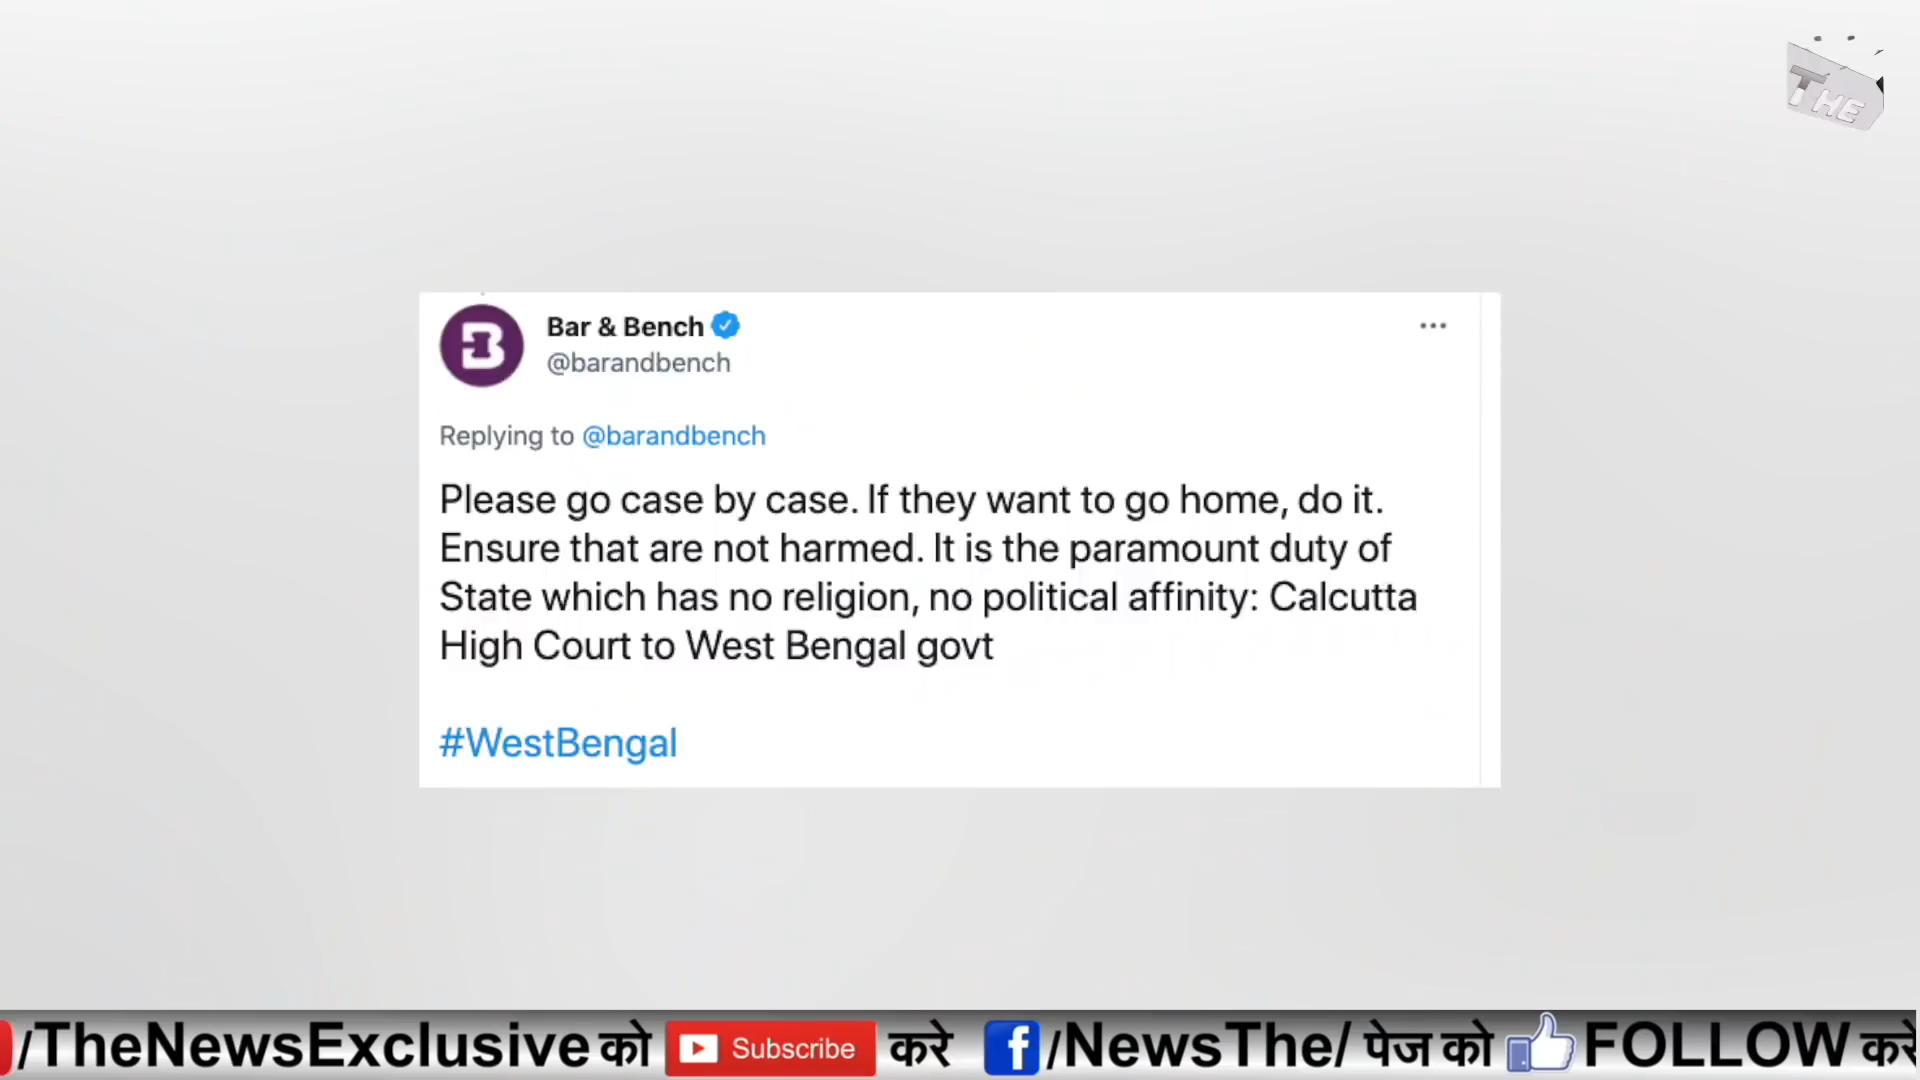 THE
Bar & Bench
@barandbench
Replying to @barandbench
Please go case by case. If they want to go home, do it.
Ensure that are not harmed. It is the paramount duty of
State which has no religion, no political affinity: Calcutta
High Court to West Bengal govt
#WestBengal
/TheNewsExclusive को Subscribe करे /NewsThe/ पेज को FOLLOW करे